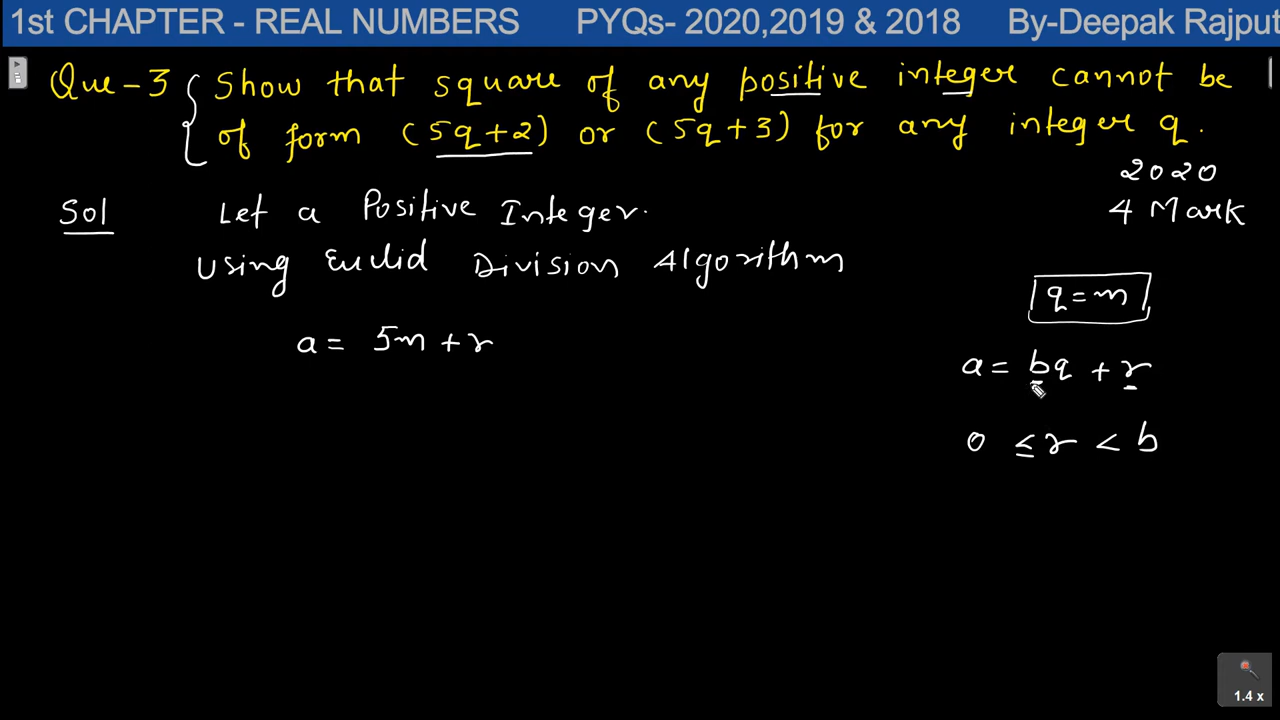 1st CHAPTER - REAL NUMBERS PYQs- 2020,2019 & 2018 By-Deepak Rajput
Que-3 Show that square of any positive integer cannot be
of form (5q+2) or (5q+3) for any integer q.
2020
4 Mark
Sol Let a Positive Integer.
Using Euclid Division Algorithm
q=m
a= 5m+r
a= bq + r
0 ≤ r < b
1.4 x